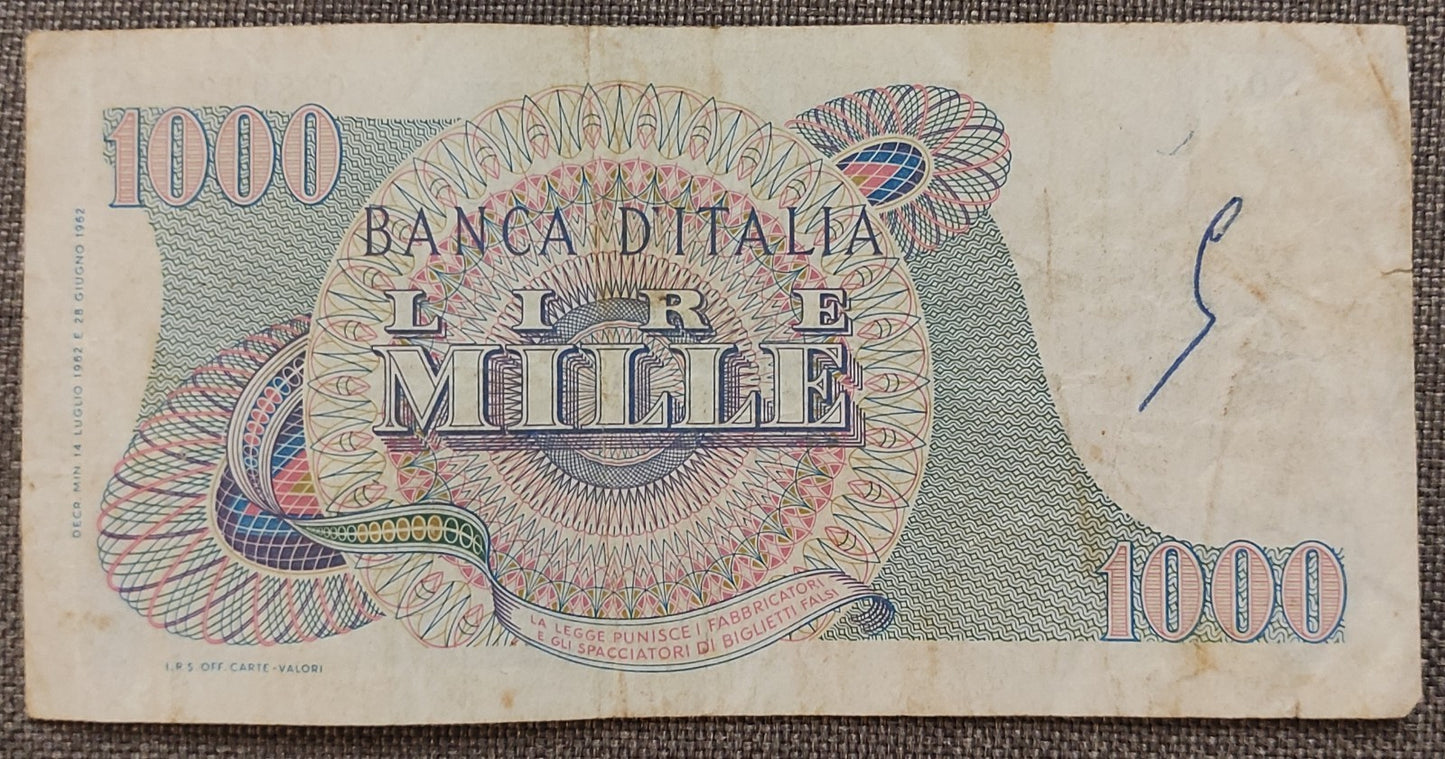 1000
BANCA D'ITALIA
LIRE
MILLE
DECR. MIN. 14 LUGLIO 1962 E 28 GIUGNO 1962
LA LEGGE PUNISCE I FABBRICATORI
E GLI SPACCIATORI DI BIGLIETTI FALSI
1000
I.P.S. OFF. CARTE-VALORI